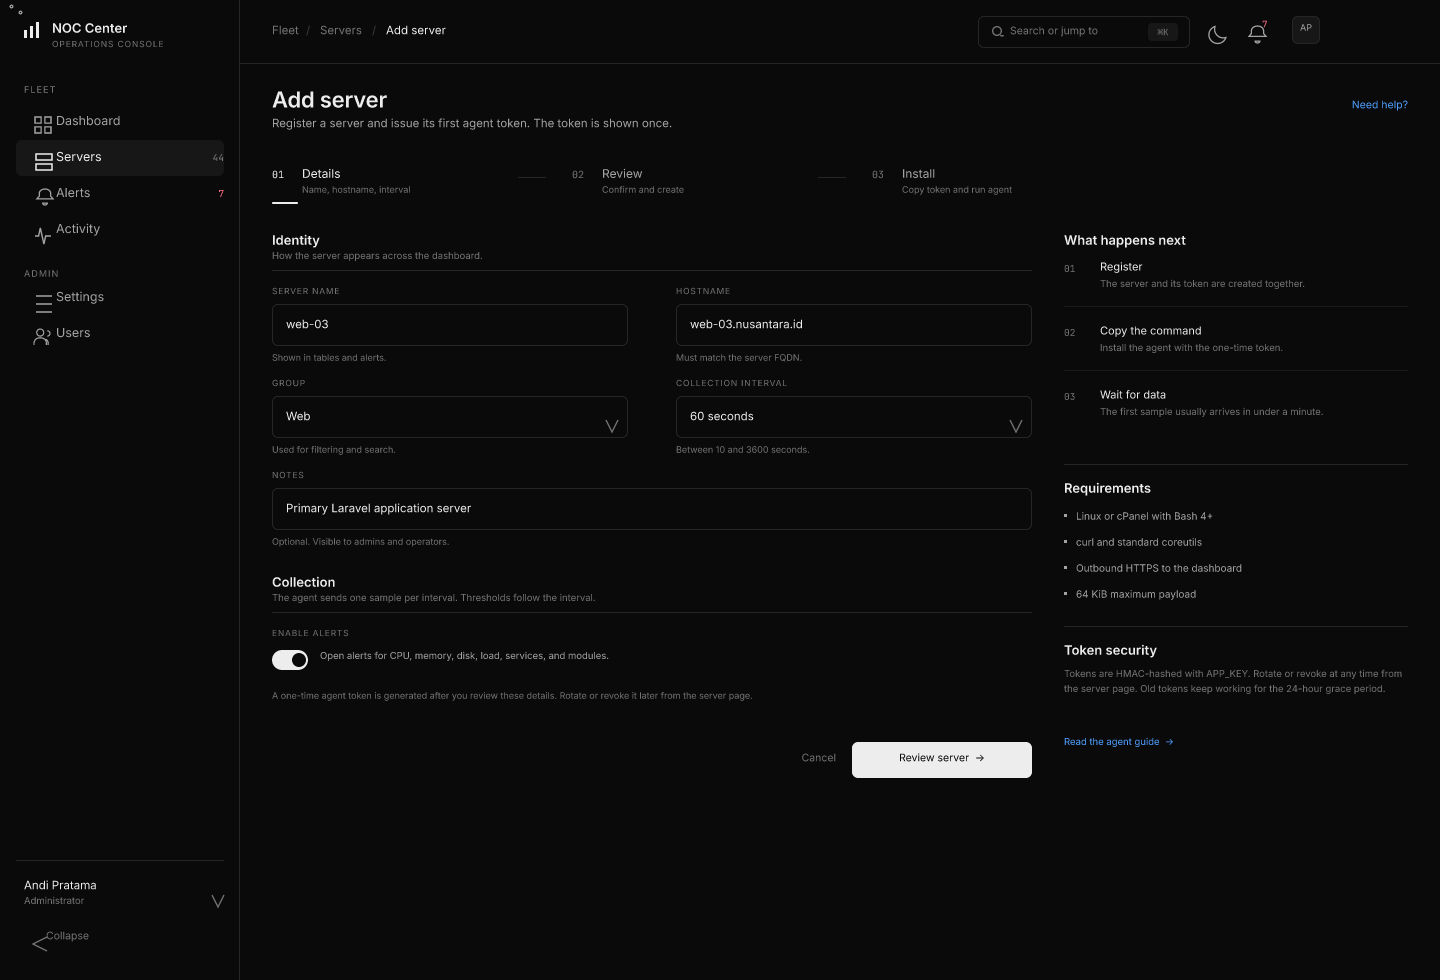 NOC Center
OPERATIONS CONSOLE
FLEET
Dashboard
Servers 44
Alerts 7
Activity
ADMIN
Settings
Users
Andi Pratama
Administrator
Collapse
Fleet / Servers / Add server
Search or jump to ⌘K
7
AP
Add server
Register a server and issue its first agent token. The token is shown once.
Need help?
01 Details
Name, hostname, interval
02 Review
Confirm and create
03 Install
Copy token and run agent
Identity
How the server appears across the dashboard.
SERVER NAME
web-03
Shown in tables and alerts.
HOSTNAME
web-03.nusantara.id
Must match the server FQDN.
GROUP
Web
Used for filtering and search.
COLLECTION INTERVAL
60 seconds
Between 10 and 3600 seconds.
NOTES
Primary Laravel application server
Optional. Visible to admins and operators.
Collection
The agent sends one sample per interval. Thresholds follow the interval.
ENABLE ALERTS
Open alerts for CPU, memory, disk, load, services, and modules.
A one-time agent token is generated after you review these details. Rotate or revoke it later from the server page.
Cancel
Review server →
What happens next
01 Register
The server and its token are created together.
02 Copy the command
Install the agent with the one-time token.
03 Wait for data
The first sample usually arrives in under a minute.
Requirements
▪ Linux or cPanel with Bash 4+
▪ curl and standard coreutils
▪ Outbound HTTPS to the dashboard
▪ 64 KiB maximum payload
Token security
Tokens are HMAC-hashed with APP_KEY. Rotate or revoke at any time from
the server page. Old tokens keep working for the 24-hour grace period.
Read the agent guide →